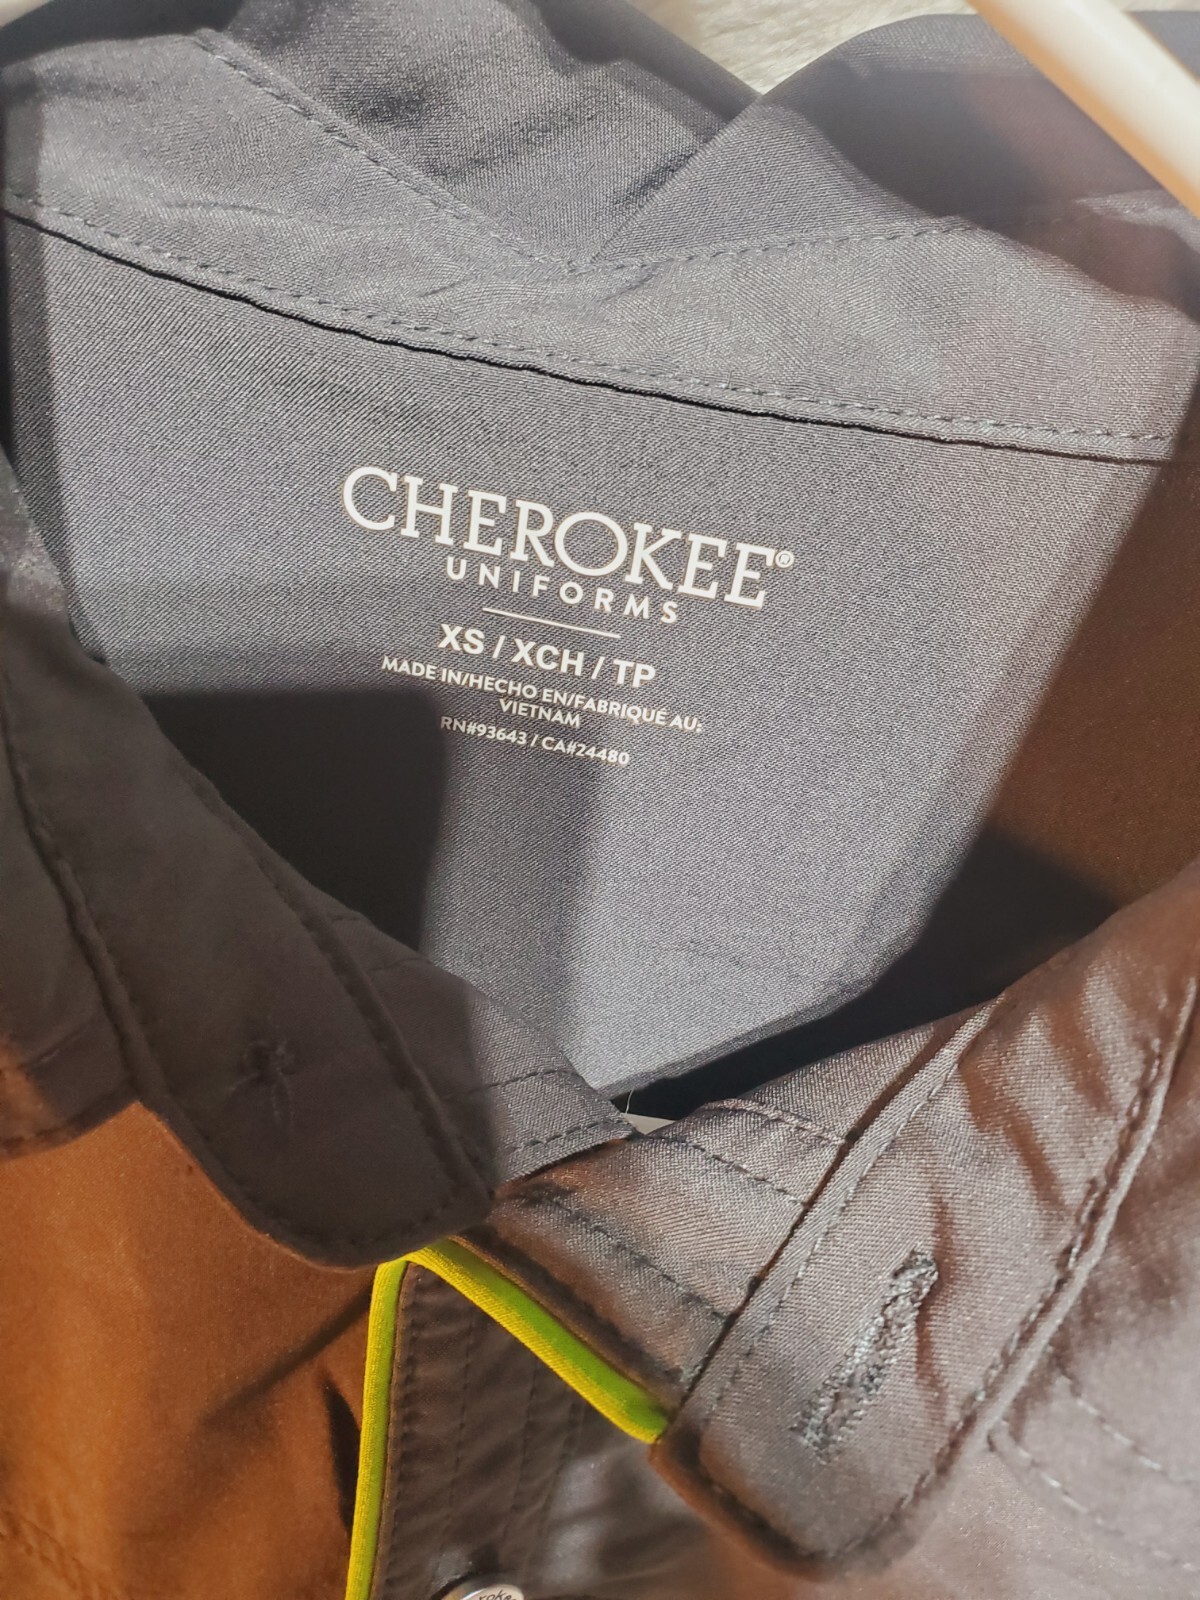 CHEROKEE®
UNIFORMS
XS / XCH / TP
MADE IN/HECHO EN/FABRIQUÉ AU:
VIETNAM
RN#93643 / CA#24480